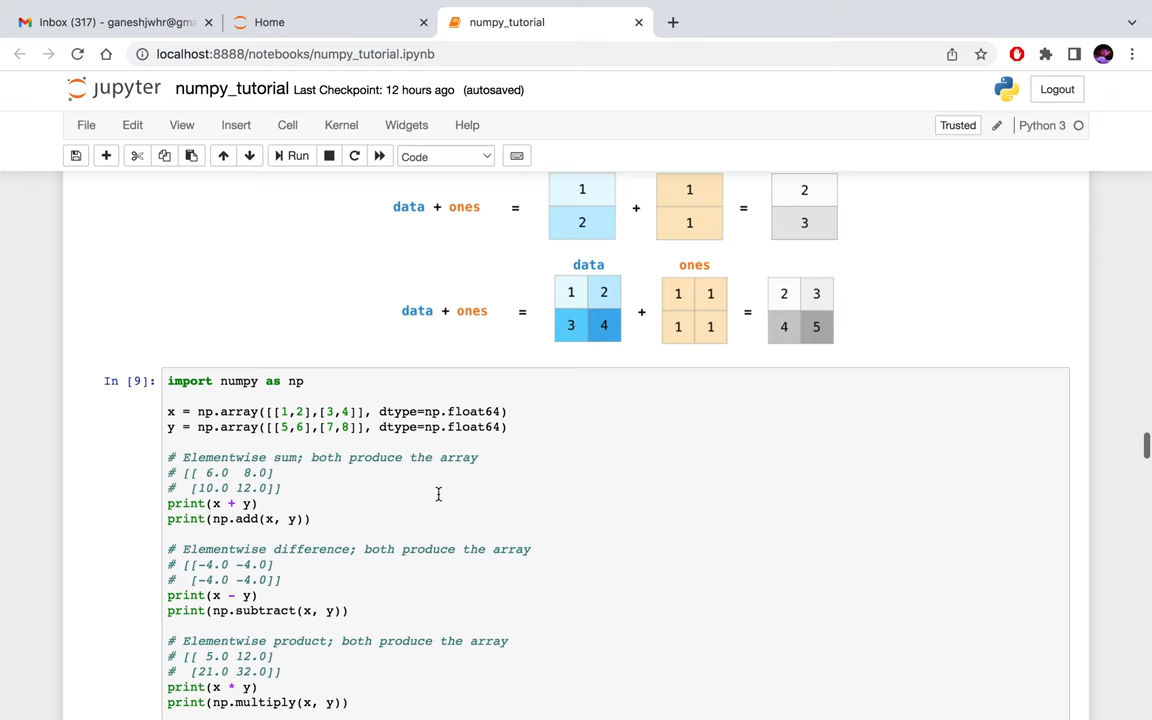 Inbox (317) - ganeshjwhr@gma
Home
numpy_tutorial
localhost:8888/notebooks/numpy_tutorial.ipynb
jupyter numpy_tutorial Last Checkpoint: 12 hours ago (autosaved)
Logout
File Edit View Insert Cell Kernel Widgets Help
Trusted Python 3
Run Code
1 1 2
data + ones = + =
2 1 3
data ones
1 2 1 1 2 3
data + ones = + =
3 4 1 1 4 5
In [9]: import numpy as np
x = np.array([[1,2],[3,4]], dtype=np.float64)
y = np.array([[5,6],[7,8]], dtype=np.float64)
# Elementwise sum; both produce the array
# [[ 6.0  8.0]
#  [10.0 12.0]]
print(x + y)
print(np.add(x, y))
# Elementwise difference; both produce the array
# [[-4.0 -4.0]
#  [-4.0 -4.0]]
print(x - y)
print(np.subtract(x, y))
# Elementwise product; both produce the array
# [[ 5.0 12.0]
#  [21.0 32.0]]
print(x * y)
print(np.multiply(x, y))